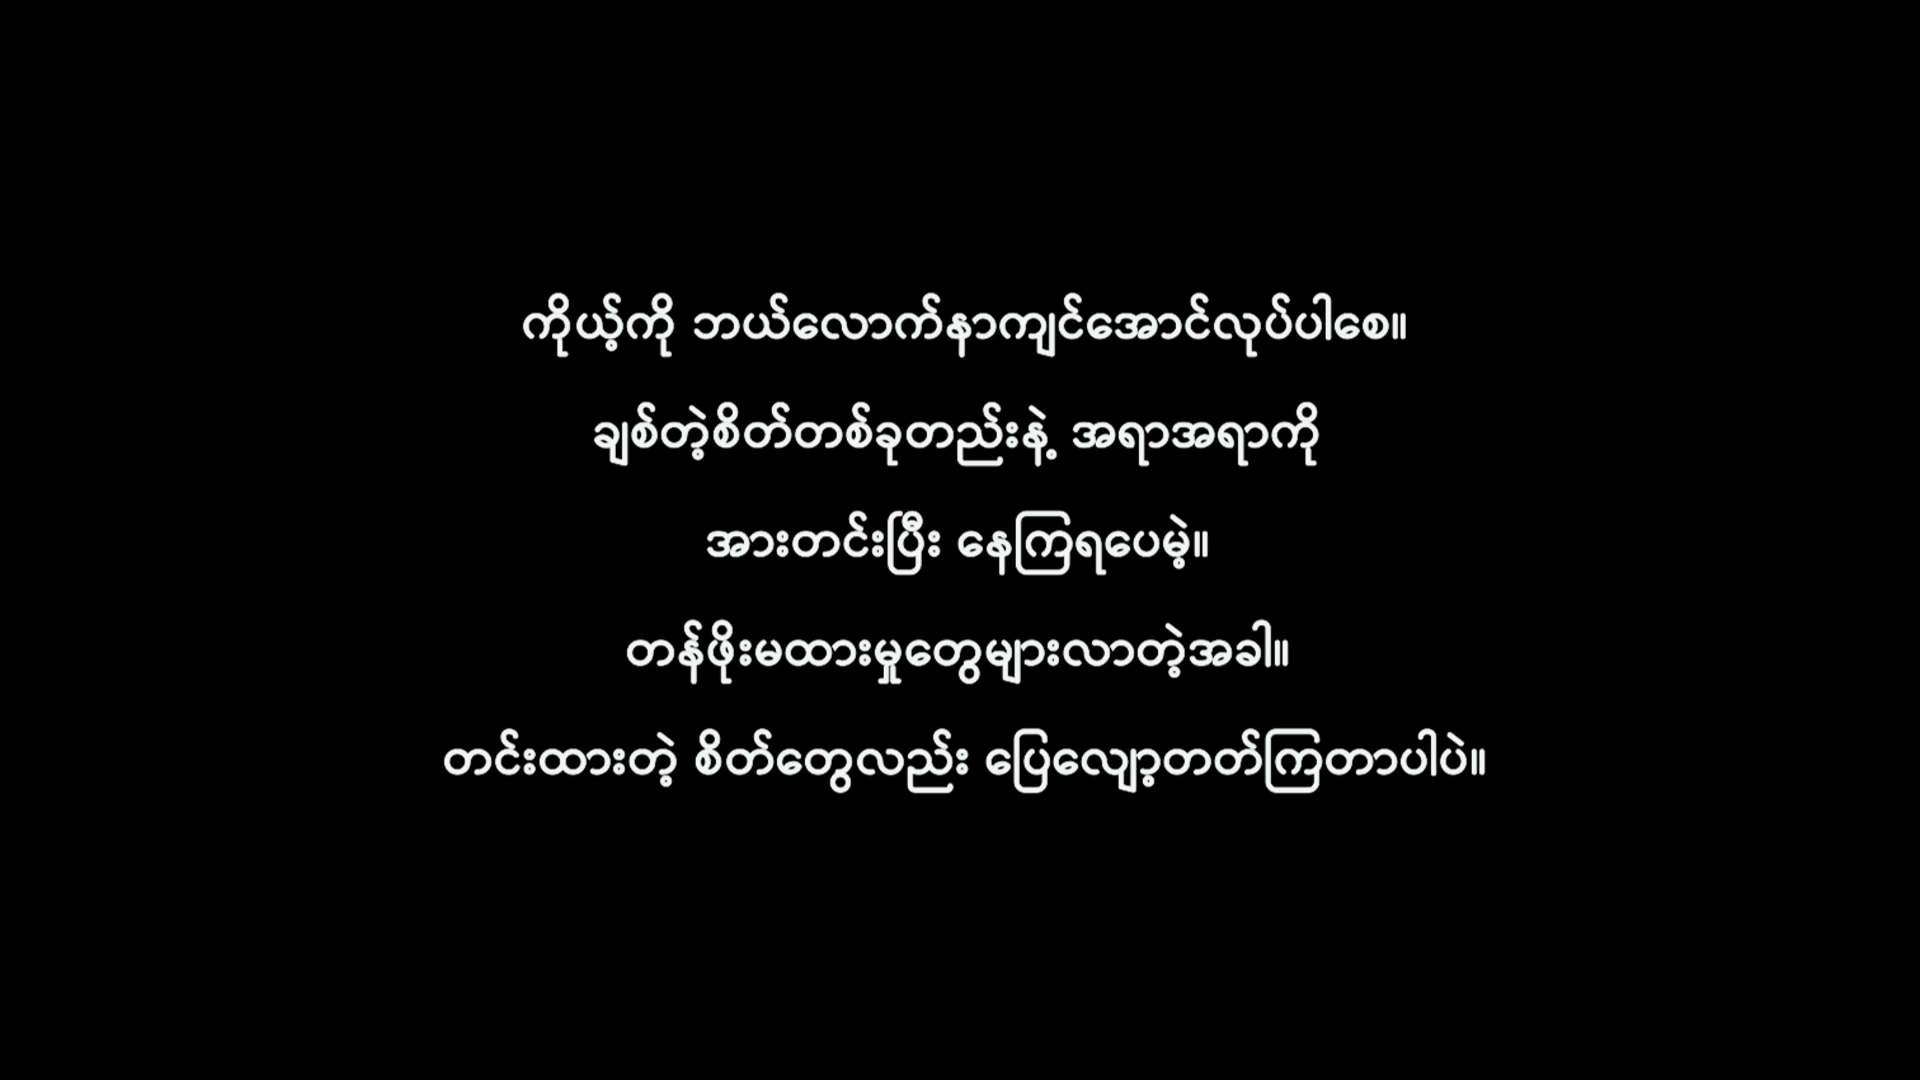 ကိုယ့်ကို ဘယ်လောက်နာကျင်အောင်လုပ်ပါစေ။
ချစ်တဲ့စိတ်တစ်ခုတည်းနဲ့ အရာအရာကို
အားတင်းပြီး နေကြရပေမဲ့။
တန်ဖိုးမထားမှုတွေများလာတဲ့အခါ။
တင်းထားတဲ့ စိတ်တွေလည်း ပြေလျော့တတ်ကြတာပါပဲ။